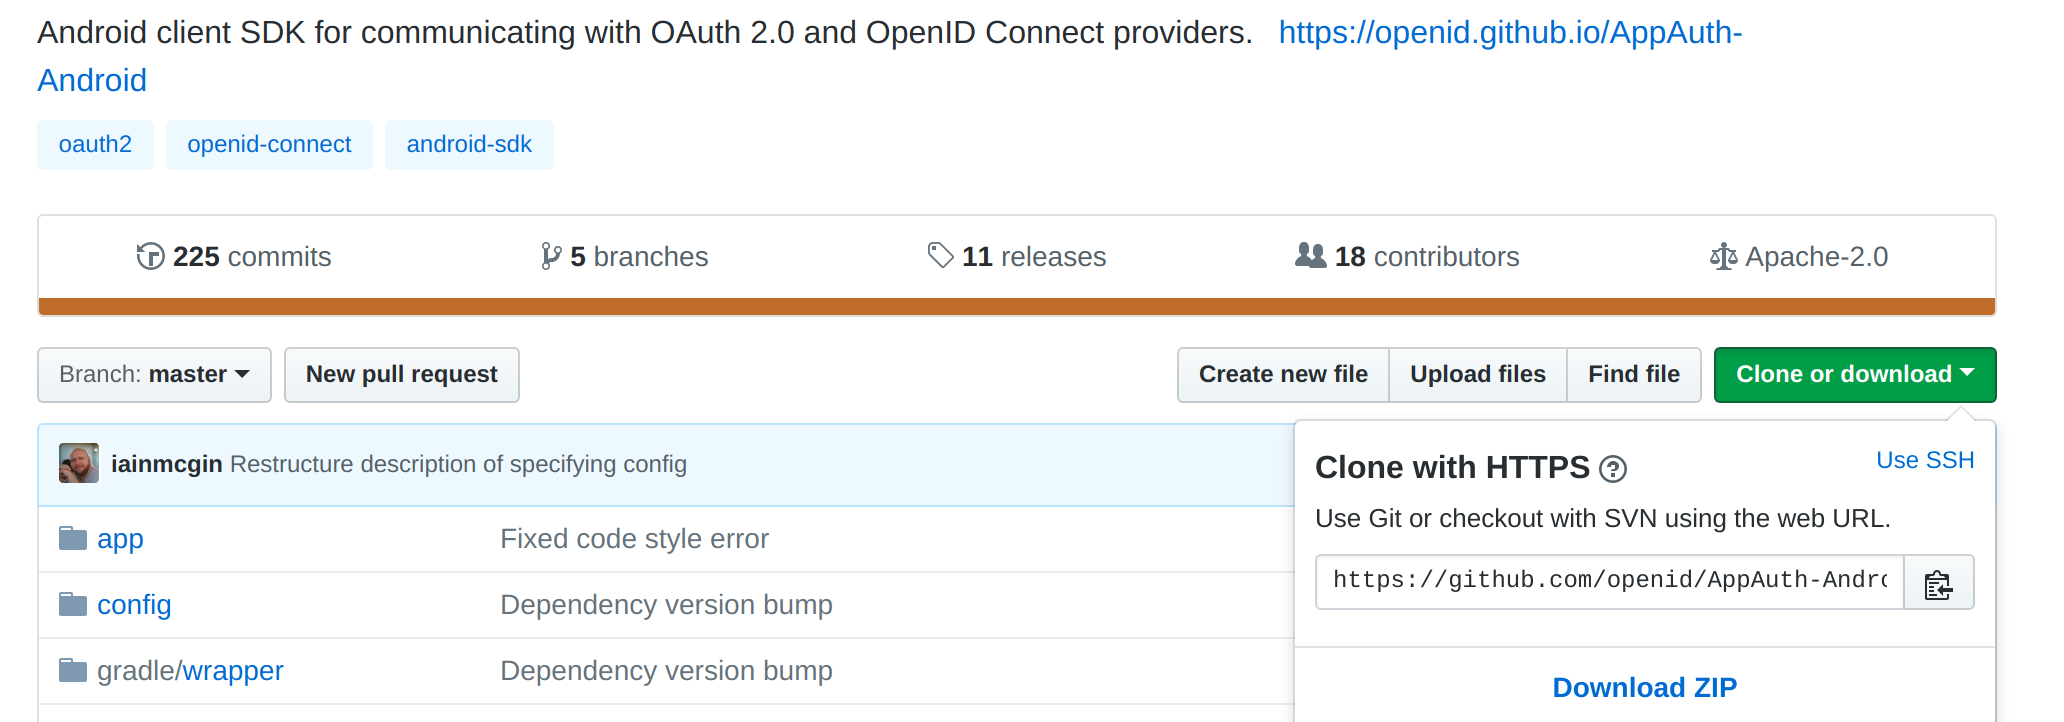 Android client SDK for communicating with OAuth 2.0 and OpenID Connect providers. https://openid.github.io/AppAuth-
Android
oauth2 openid-connect android-sdk
225 commits 5 branches 11 releases 18 contributors Apache-2.0
Branch: master New pull request Create new file Upload files Find file Clone or download
iainmcgin Restructure description of specifying config
Clone with HTTPS Use SSH
Use Git or checkout with SVN using the web URL.
app Fixed code style error
https://github.com/openid/AppAuth-Andro
config Dependency version bump
gradle/wrapper Dependency version bump
Download ZIP